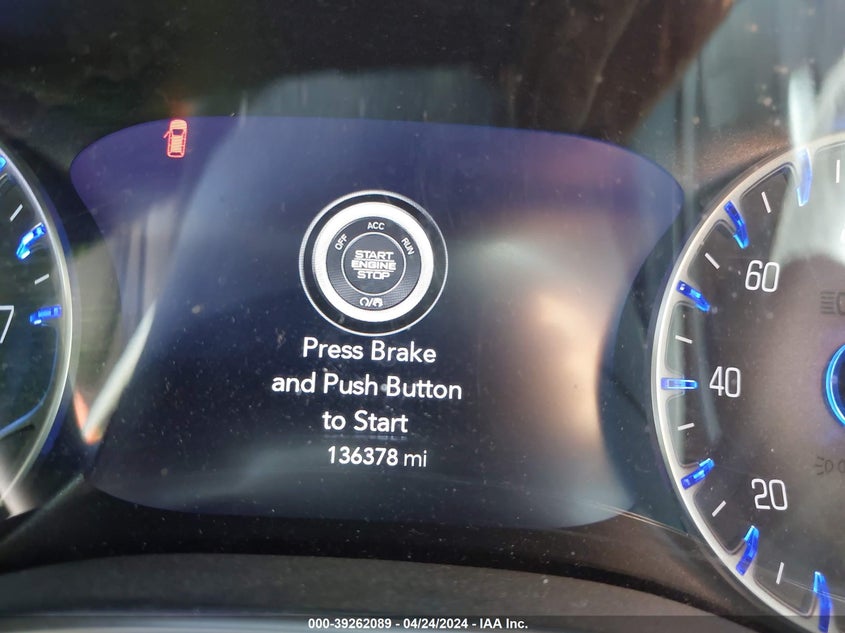 OFF ACC RUN
START
ENGINE
STOP
Press Brake
and Push Button
to Start
136378 mi
7
60
40
20
000-39262089 - 04/24/2024 - IAA Inc.